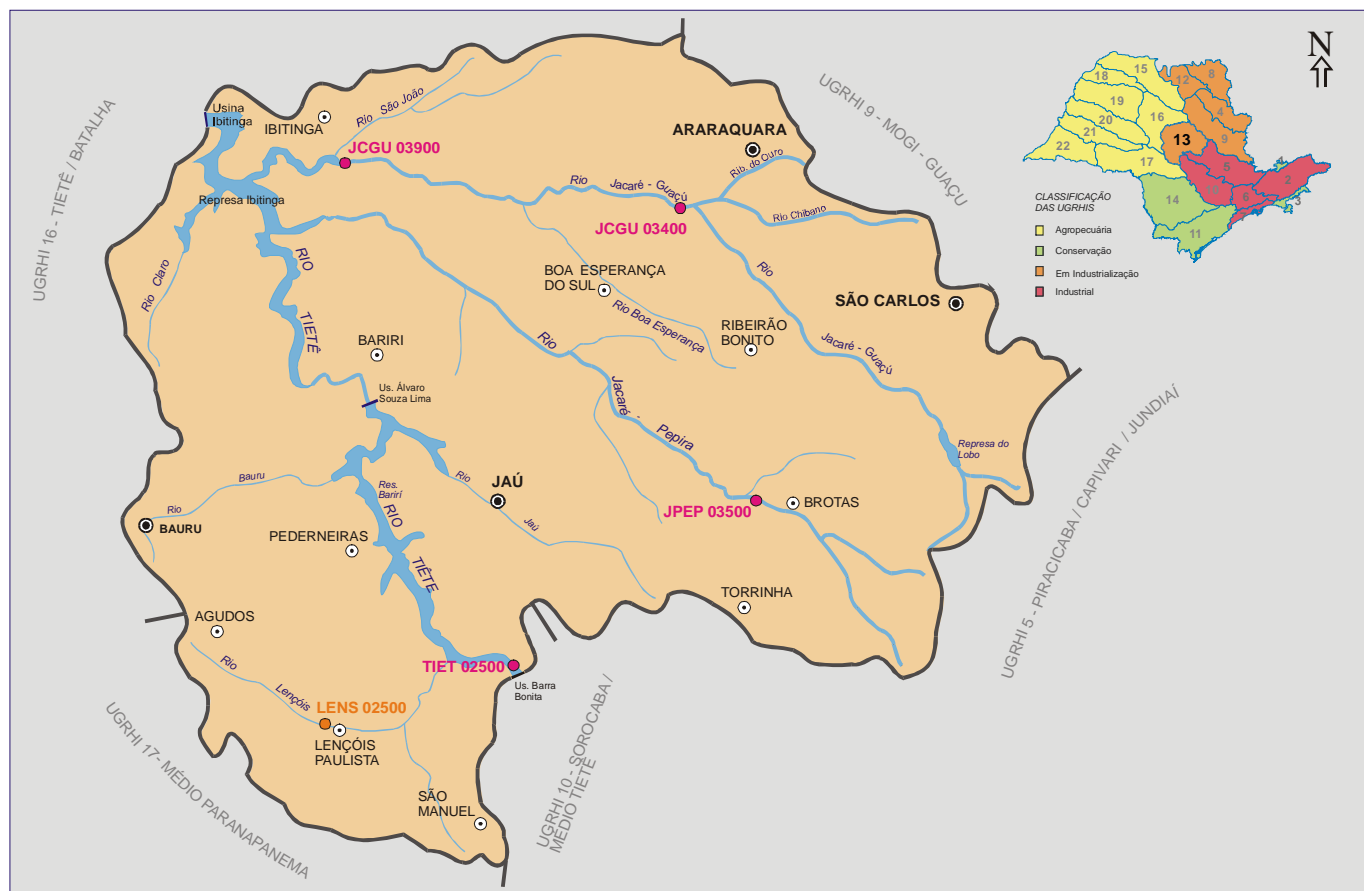 N
UGRHI 16 - TIETÊ / BATALHA
UGRHI 9 - MOGI - GUAÇU
UGRHI 5 - PIRACICABA / CAPIVARI / JUNDIAÍ
UGRHI 10 - SOROCABA /
MÉDIO TIETÊ
UGRHI 17- MÉDIO PARANAPANEMA
Usina
Ibitinga
IBITINGA
Rio São João
JCGU 03900
ARARAQUARA
Rib. do Ouro
Represa Ibitinga
Rio Jacaré - Guaçú
JCGU 03400
Rio Chibano
Rio Claro
RIO
TIETÊ
BOA ESPERANÇA
DO SUL
Rio Boa Esperança
Rio
SÃO CARLOS
RIBEIRÃO
BONITO
BARIRI
Rio
Jacaré - Guaçú
Us. Álvaro
Souza Lima
Jacaré -
Pepira
Represa do
Lobo
Rio
Bauru
Res.
Barirí
Rio
Jaú
JAÚ
JPEP 03500
BROTAS
BAURU
RIO
TIÊTE
PEDERNEIRAS
TORRINHA
AGUDOS
Rio
Lençóis
TIET 02500
Us. Barra
Bonita
LENS 02500
LENÇÓIS
PAULISTA
SÃO
MANUEL
15
18
12
8
19
4
20
16
21
13
9
22
17
5
2
10
6
3
14
11
CLASSIFICAÇÃO
DAS UGRHIS
Agropecuária
Conservação
Em Industrialização
Industrial